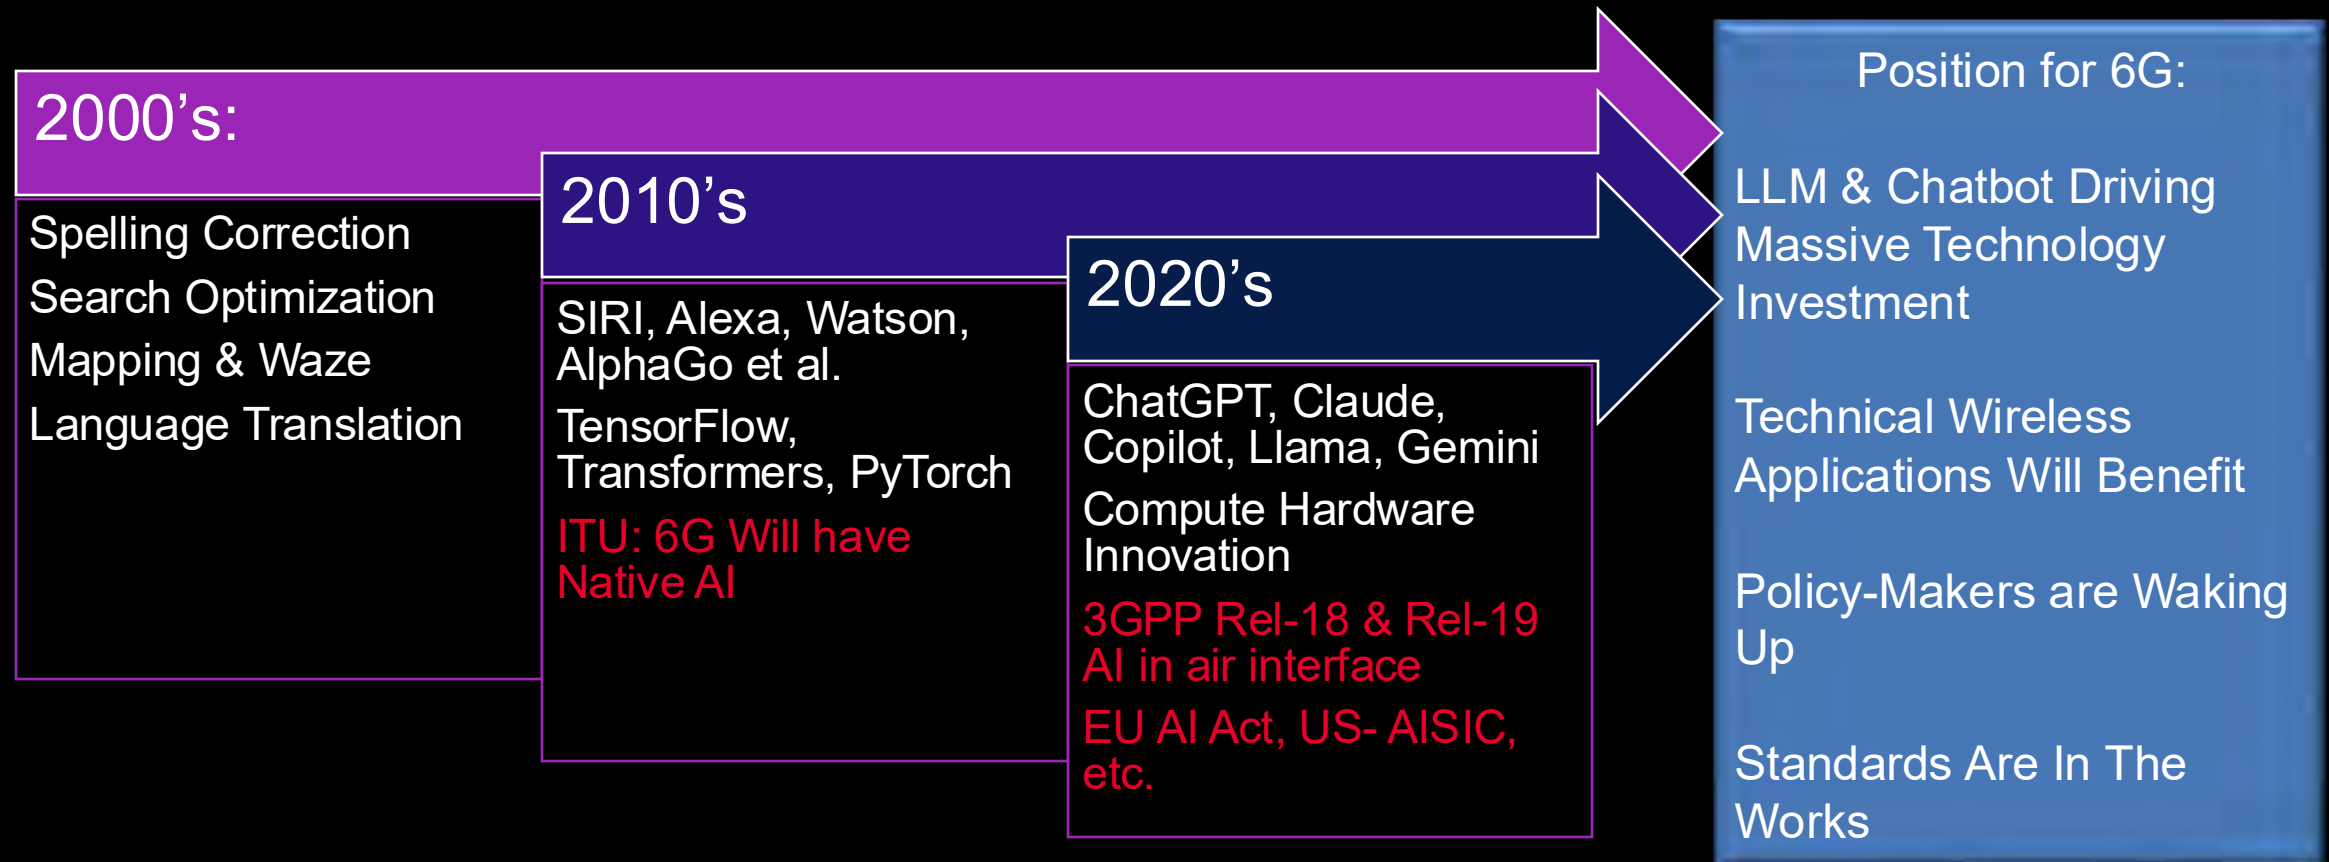 2000’s:
Spelling Correction
Search Optimization
Mapping & Waze
Language Translation
2010’s
SIRI, Alexa, Watson,
AlphaGo et al.
TensorFlow,
Transformers, PyTorch
ITU: 6G Will have
Native AI
2020’s
ChatGPT, Claude,
Copilot, Llama, Gemini
Compute Hardware
Innovation
3GPP Rel-18 & Rel-19
AI in air interface
EU AI Act, US- AISIC,
etc.
Position for 6G:
LLM & Chatbot Driving
Massive Technology
Investment
Technical Wireless
Applications Will Benefit
Policy-Makers are Waking
Up
Standards Are In The
Works